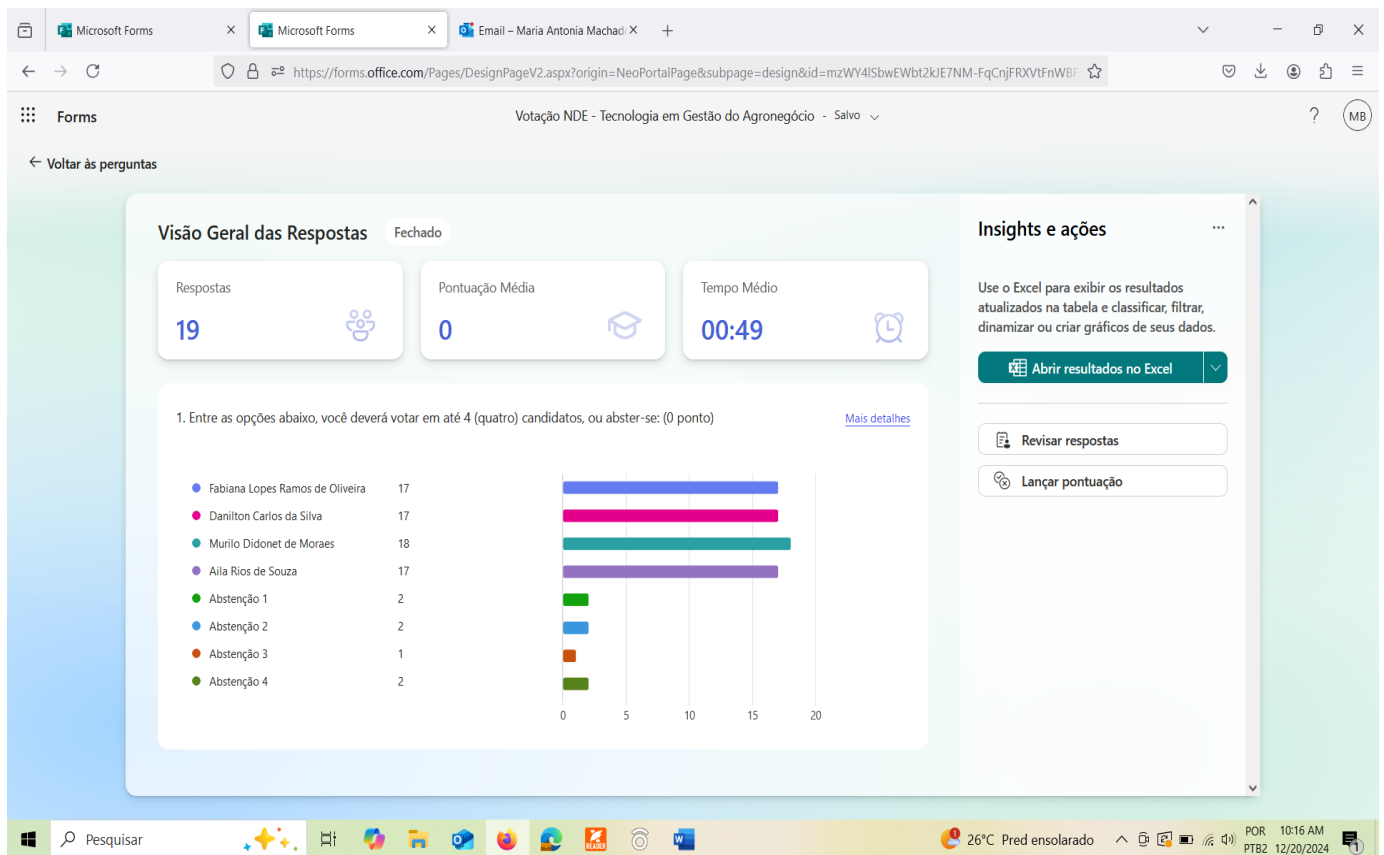 Microsoft Forms
Microsoft Forms
Email – Maria Antonia Machado
https://forms.office.com/Pages/DesignPageV2.aspx?origin=NeoPortalPage&subpage=design&id=mzWY4lSbwEWbt2kJE7NM-FqCnjFRXVtFnWBF
Forms
Votação NDE - Tecnologia em Gestão do Agronegócio - Salvo
?
MB
Voltar às perguntas
Visão Geral das Respostas
Fechado
Respostas
19
Pontuação Média
0
Tempo Médio
00:49
1. Entre as opções abaixo, você deverá votar em até 4 (quatro) candidatos, ou abster-se: (0 ponto)
Mais detalhes
Fabiana Lopes Ramos de Oliveira 17
Danilton Carlos da Silva 17
Murilo Didonet de Moraes 18
Aila Rios de Souza 17
Abstenção 1 2
Abstenção 2 2
Abstenção 3 1
Abstenção 4 2
0 5 10 15 20
Insights e ações
Use o Excel para exibir os resultados
atualizados na tabela e classificar, filtrar,
dinamizar ou criar gráficos de seus dados.
Abrir resultados no Excel
Revisar respostas
Lançar pontuação
Pesquisar
READER
1
26°C Pred ensolarado
POR
PTB2
10:16 AM
12/20/2024
1